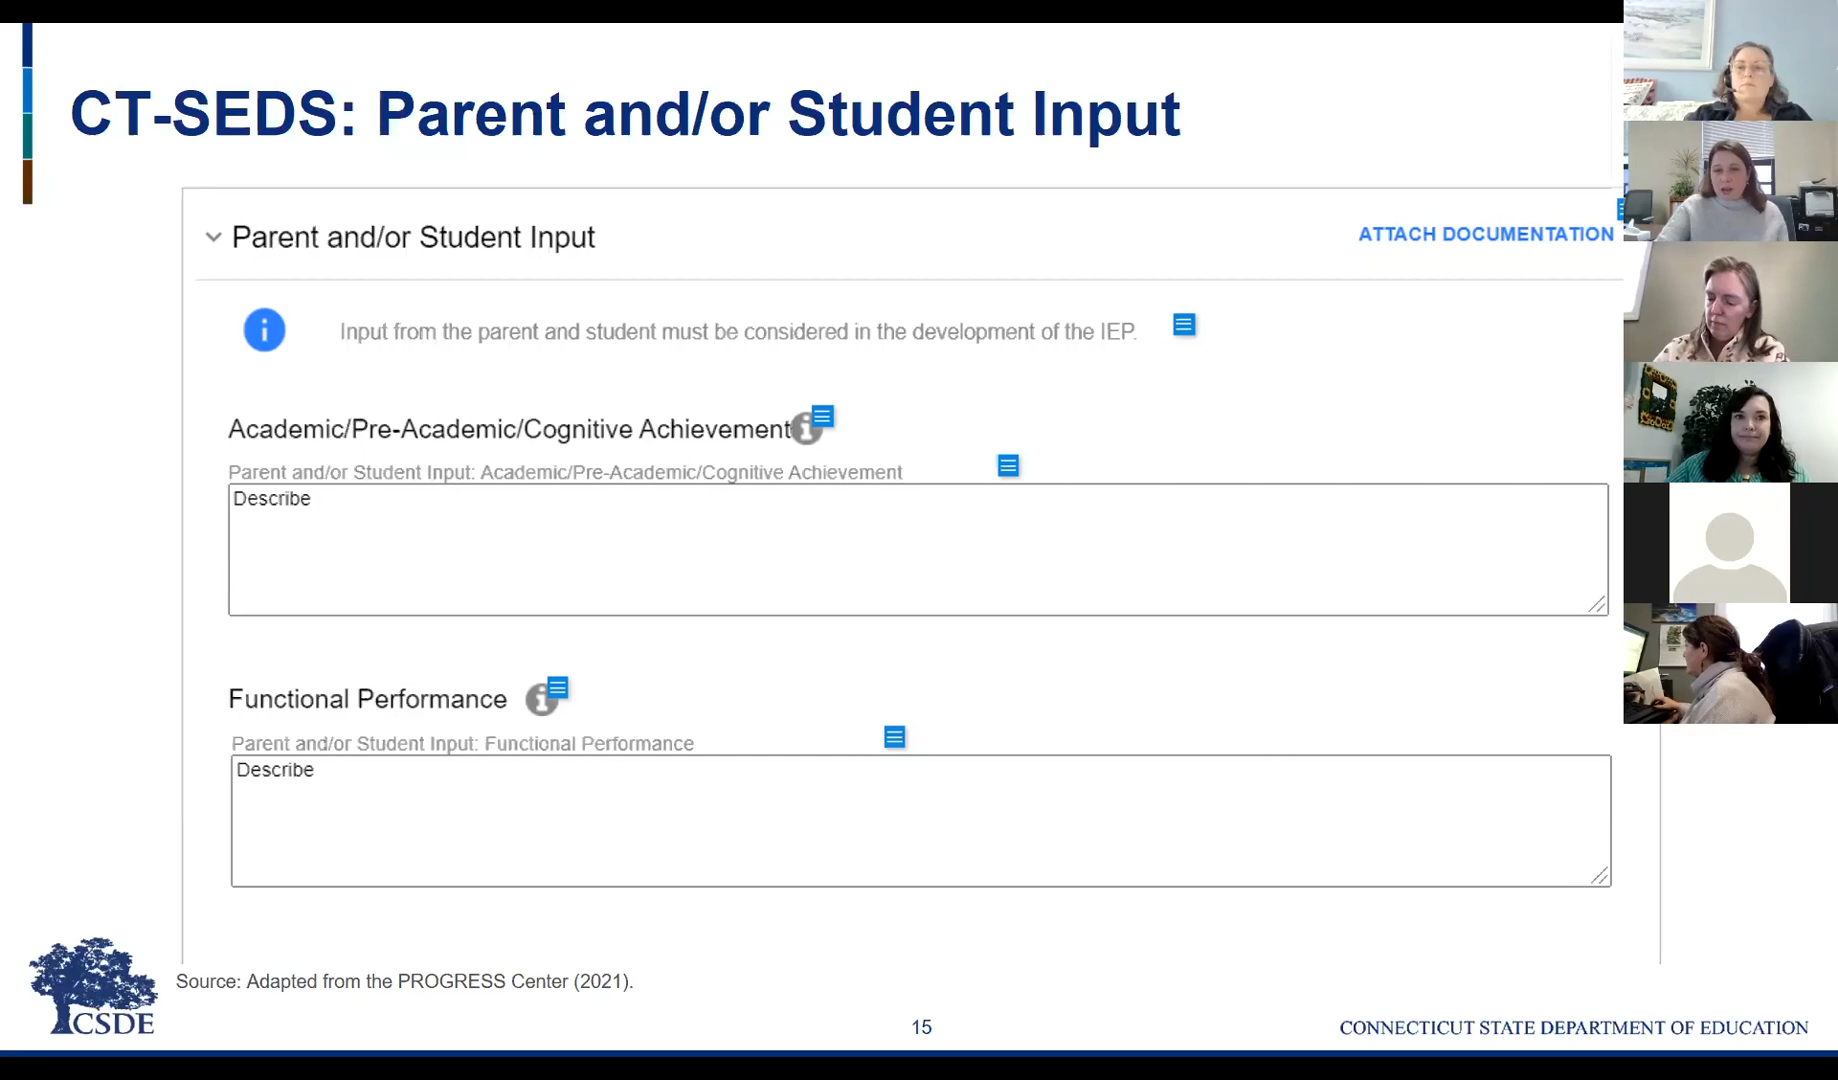 CT-SEDS: Parent and/or Student Input
Parent and/or Student Input
ATTACH DOCUMENTATION
Input from the parent and student must be considered in the development of the IEP.
Academic/Pre-Academic/Cognitive Achievement
Parent and/or Student Input: Academic/Pre-Academic/Cognitive Achievement
Describe
Functional Performance
Parent and/or Student Input: Functional Performance
Describe
Source: Adapted from the PROGRESS Center (2021).
CSDE
15
CONNECTICUT STATE DEPARTMENT OF EDUCATION